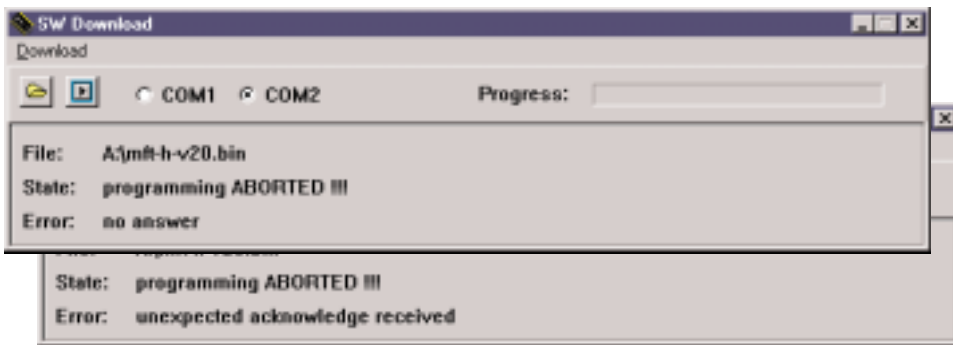 SW Download
Download
COM1 COM2 Progress:
File: A:\mft-h-v20.bin
State: programming ABORTED !!!
Error: no answer
State: programming ABORTED !!!
Error: unexpected acknowledge received